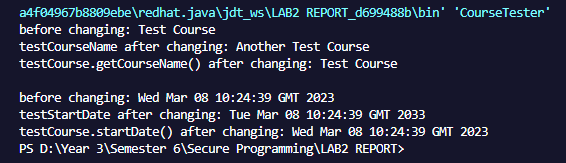 a4f04967b8809ebe\redhat.java\jdt_ws\LAB2 REPORT_d699488b\bin' 'CourseTester'
before changing: Test Course
testCourseName after changing: Another Test Course
testCourse.getCourseName() after changing: Test Course

before changing: Wed Mar 08 10:24:39 GMT 2023
testStartDate after changing: Tue Mar 08 10:24:39 GMT 2033
testCourse.startDate() after changing: Wed Mar 08 10:24:39 GMT 2023
PS D:\Year 3\Semester 6\Secure Programming\LAB2 REPORT>